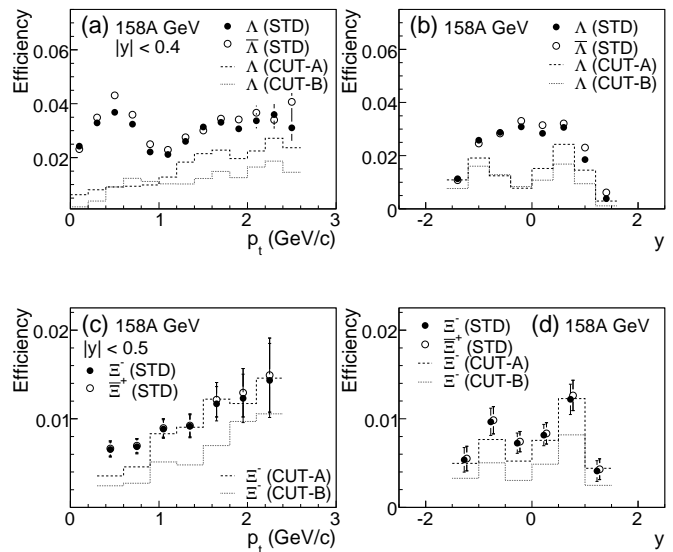 (a) 158A GeV
|y| < 0.4
Λ (STD)
Λ̅ (STD)
Λ (CUT-A)
Λ (CUT-B)
Efficiency
0.06
0.04
0.02
0 1 2 3
p_t (GeV/c)
(b) 158A GeV
Λ (STD)
Λ̅ (STD)
Λ (CUT-A)
Λ (CUT-B)
Efficiency
0.06
0.04
0.02
-2 0 2
y
(c) 158A GeV
|y| < 0.5
Ξ⁻ (STD)
Ξ̅⁺ (STD)
Ξ⁻ (CUT-A)
Ξ⁻ (CUT-B)
Efficiency
0.02
0.01
0
0 1 2 3
p_t (GeV/c)
(d) 158A GeV
Ξ⁻ (STD)
Ξ̅⁺ (STD)
Ξ⁻ (CUT-A)
Ξ⁻ (CUT-B)
Efficiency
0.02
0.01
0
-2 0 2
y